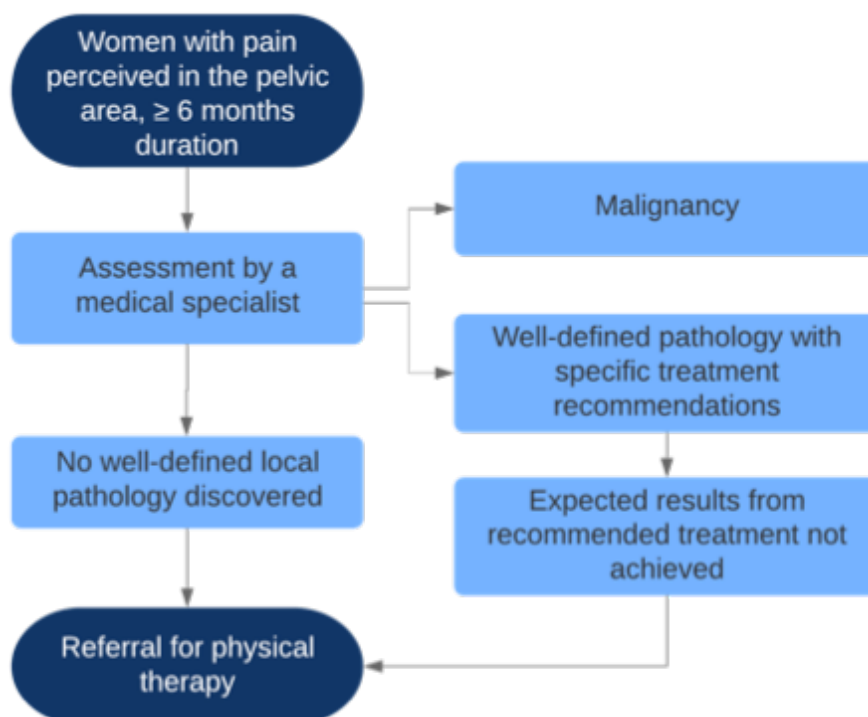 Women with pain
perceived in the pelvic
area, ≥ 6 months
duration
Assessment by a
medical specialist
Malignancy
Well-defined pathology with
specific treatment
recommendations
No well-defined local
pathology discovered
Expected results from
recommended treatment not
achieved
Referral for physical
therapy